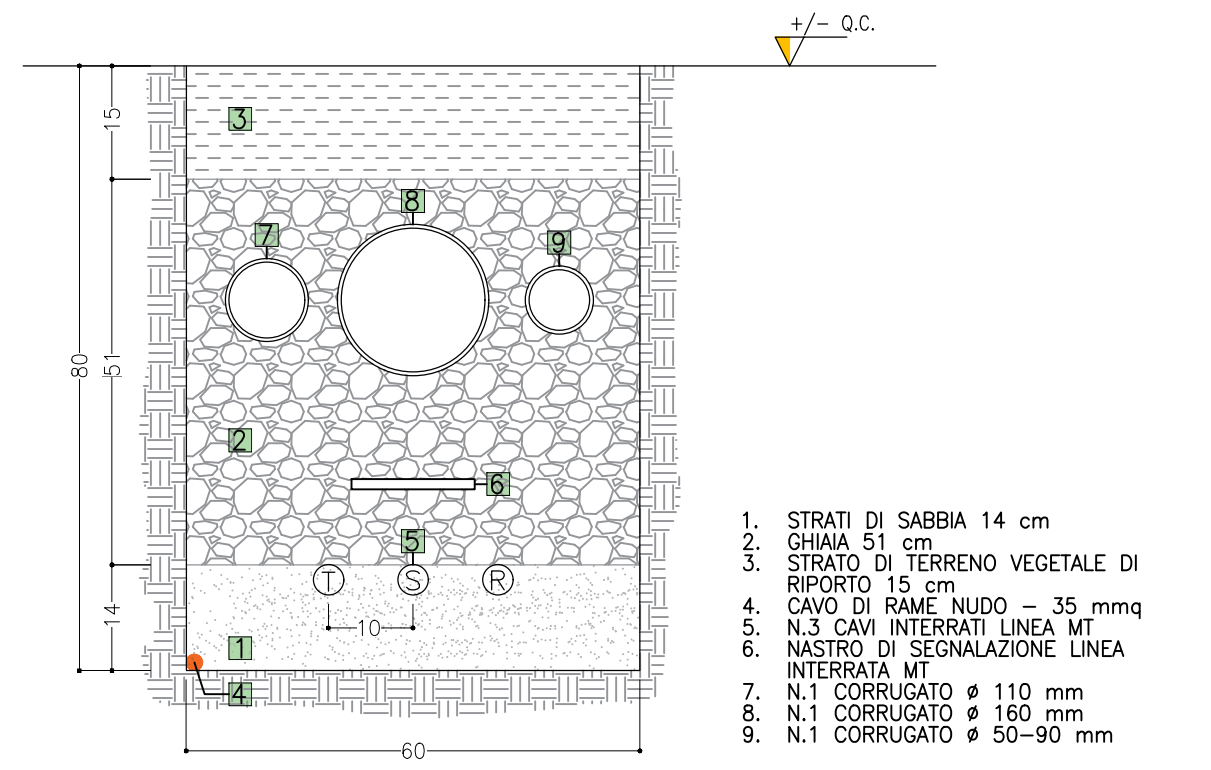 +/- Q.C.
15
3
8
7
9
80
51
2
6
5
T S R
14
10
1
4
60
1. STRATI DI SABBIA 14 cm
2. GHIAIA 51 cm
3. STRATO DI TERRENO VEGETALE DI
RIPORTO 15 cm
4. CAVO DI RAME NUDO – 35 mmq
5. N.3 CAVI INTERRATI LINEA MT
6. NASTRO DI SEGNALAZIONE LINEA
INTERRATA MT
7. N.1 CORRUGATO ø 110 mm
8. N.1 CORRUGATO ø 160 mm
9. N.1 CORRUGATO ø 50–90 mm